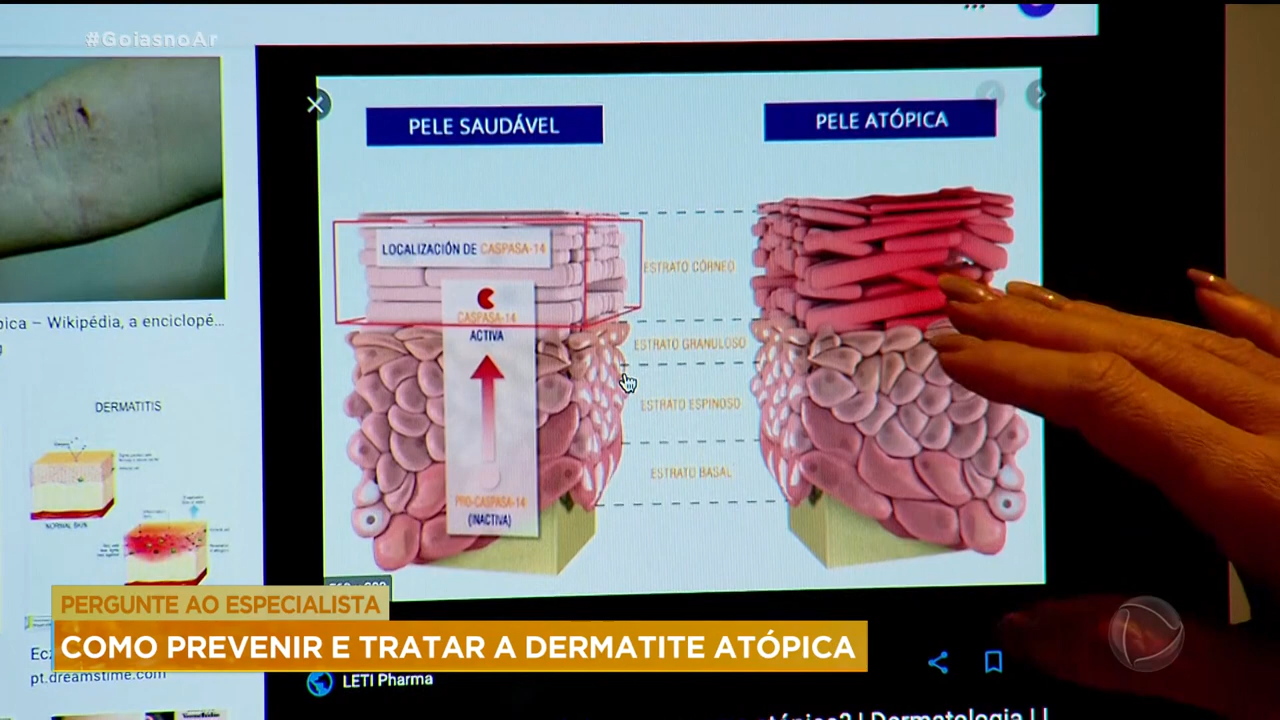 #GoiasnoAr
PELE SAUDÁVEL
PELE ATÓPICA
LOCALIZACIÓN DE CASPASA-14
CASPASA-14
ACTIVA
PRO-CASPASA-14
(INACTIVA)
ESTRATO CÓRNEO
ESTRATO GRANULOSO
ESTRATO ESPINOSO
ESTRATO BASAL
pica – Wikipédia, a enciclopé...
DERMATITIS
NORMAL SKIN
PERGUNTE AO ESPECIALISTA
COMO PREVENIR E TRATAR A DERMATITE ATÓPICA
pt.dreamstime.com
LETI Pharma
| Dermatologia |